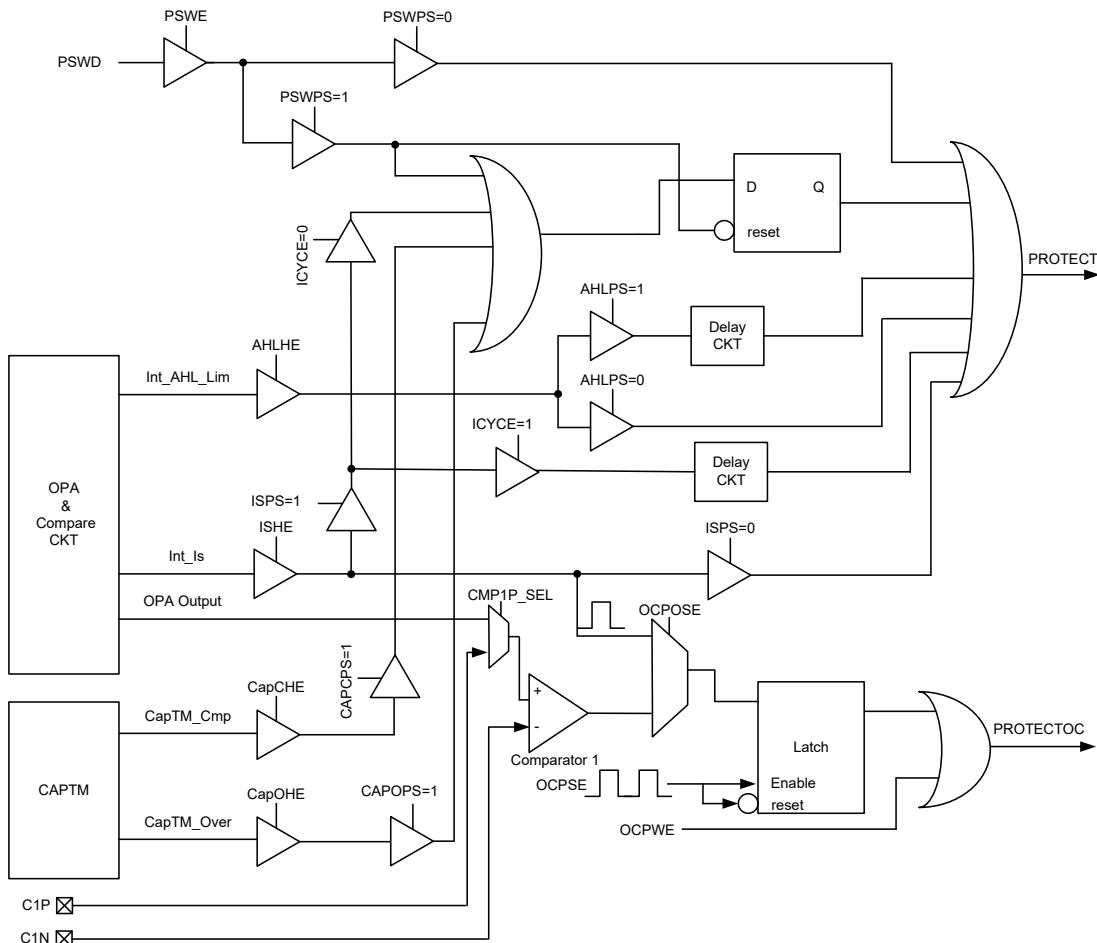 PSWE
PSWPS=0
PSWD
PSWPS=1
D
Q
reset
ICYCE=0
PROTECT
AHLPS=1
Delay
CKT
AHLHE
Int_AHL_Lim
AHLPS=0
ICYCE=1
Delay
CKT
OPA
&
Compare
CKT
ISPS=1
ISHE
ISPS=0
Int_Is
OPA Output
CMP1P_SEL
OCPOSE
CAPCPS=1
CapCHE
CapTM_Cmp
+
-
Comparator 1
Latch
PROTECTOC
CAPTM
OCPSE
Enable
reset
CapOHE
CAPOPS=1
CapTM_Over
OCPWE
C1P
C1N